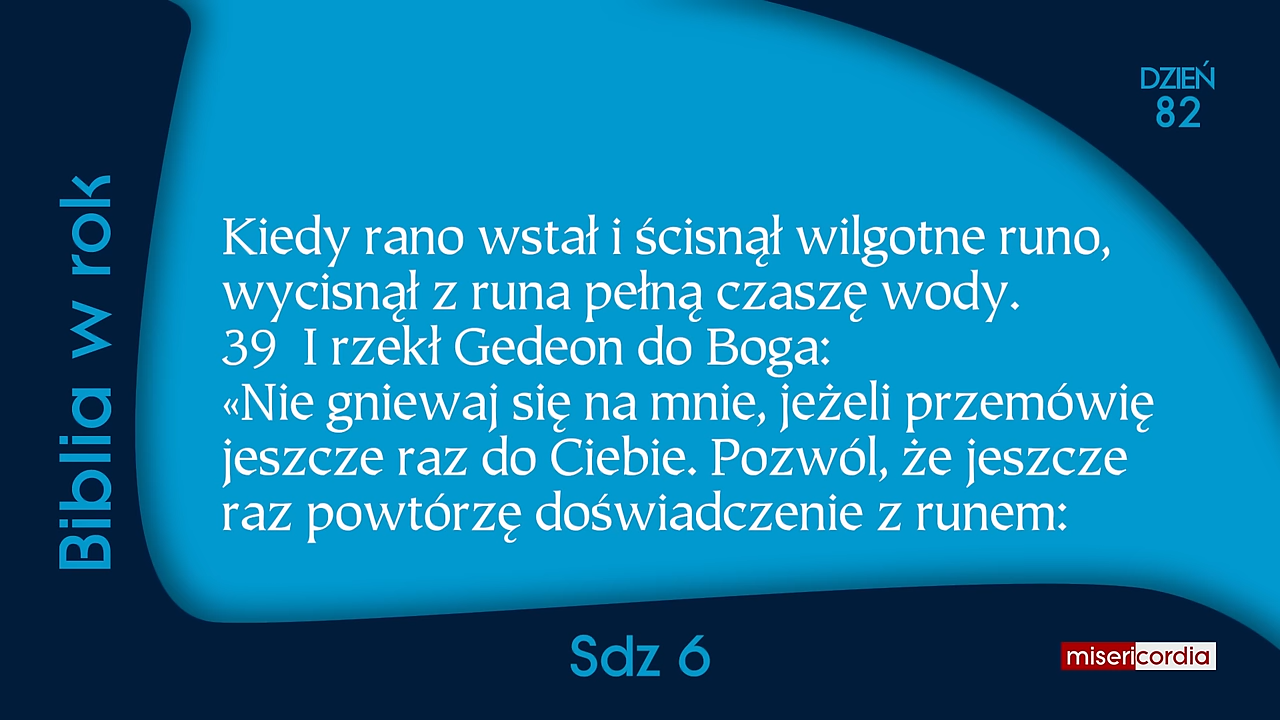 DZIEŃ
82
Biblia w rok
Kiedy rano wstał i ścisnął wilgotne runo,
wycisnął z runa pełną czaszę wody.
39  I rzekł Gedeon do Boga:
«Nie gniewaj się na mnie, jeżeli przemówię
jeszcze raz do Ciebie. Pozwól, że jeszcze
raz powtórzę doświadczenie z runem:
Sdz 6
misericordia